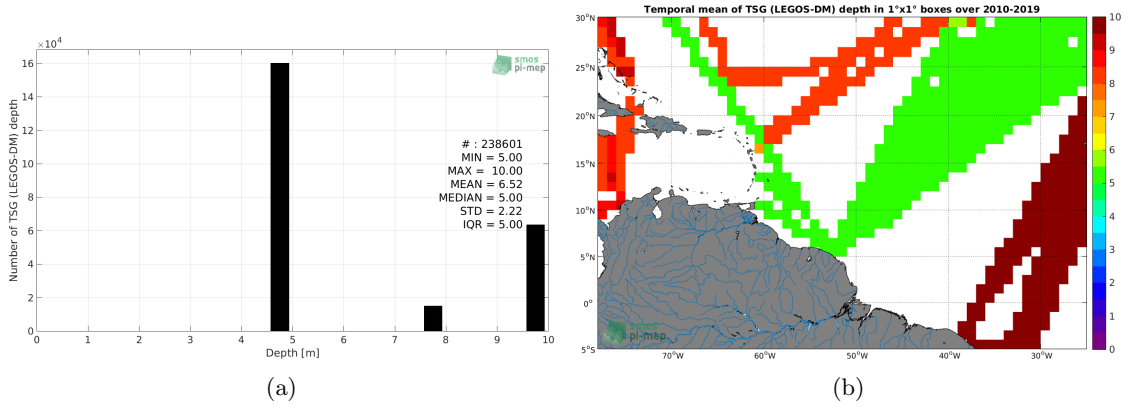 ×10⁴
16
14
12
10
8
6
4
2
0
Number of TSG (LEGOS-DM) depth
smos
pi-mep
# : 238601
MIN = 5.00
MAX = 10.00
MEAN = 6.52
MEDIAN = 5.00
STD = 2.22
IQR = 5.00
0 1 2 3 4 5 6 7 8 9 10
Depth [m]
(a)
Temporal mean of TSG (LEGOS-DM) depth in 1°x1° boxes over 2010-2019
30°N
25°N
20°N
15°N
10°N
5°N
0°
5°S
70°W 60°W 50°W 40°W 30°W
smos
pi-mep
10
9
8
7
6
5
4
3
2
1
0
(b)